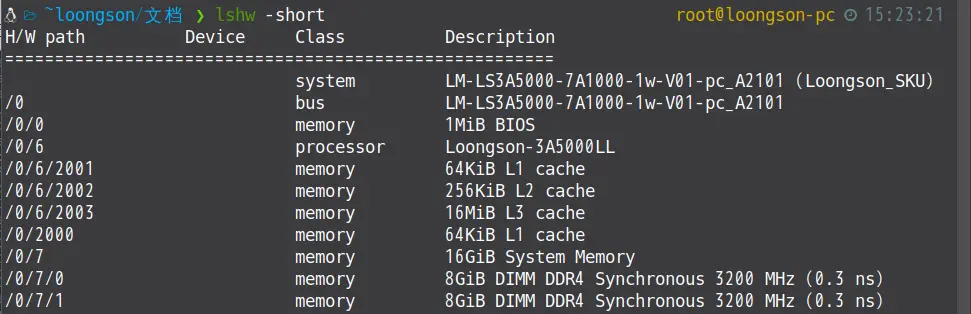 ~loongson/文档 ❯ lshw -short root@loongson-pc 15:23:21
H/W path Device Class Description
=======================================================
system LM-LS3A5000-7A1000-1w-V01-pc_A2101 (Loongson_SKU)
/0 bus LM-LS3A5000-7A1000-1w-V01-pc_A2101
/0/0 memory 1MiB BIOS
/0/6 processor Loongson-3A5000LL
/0/6/2001 memory 64KiB L1 cache
/0/6/2002 memory 256KiB L2 cache
/0/6/2003 memory 16MiB L3 cache
/0/2000 memory 64KiB L1 cache
/0/7 memory 16GiB System Memory
/0/7/0 memory 8GiB DIMM DDR4 Synchronous 3200 MHz (0.3 ns)
/0/7/1 memory 8GiB DIMM DDR4 Synchronous 3200 MHz (0.3 ns)